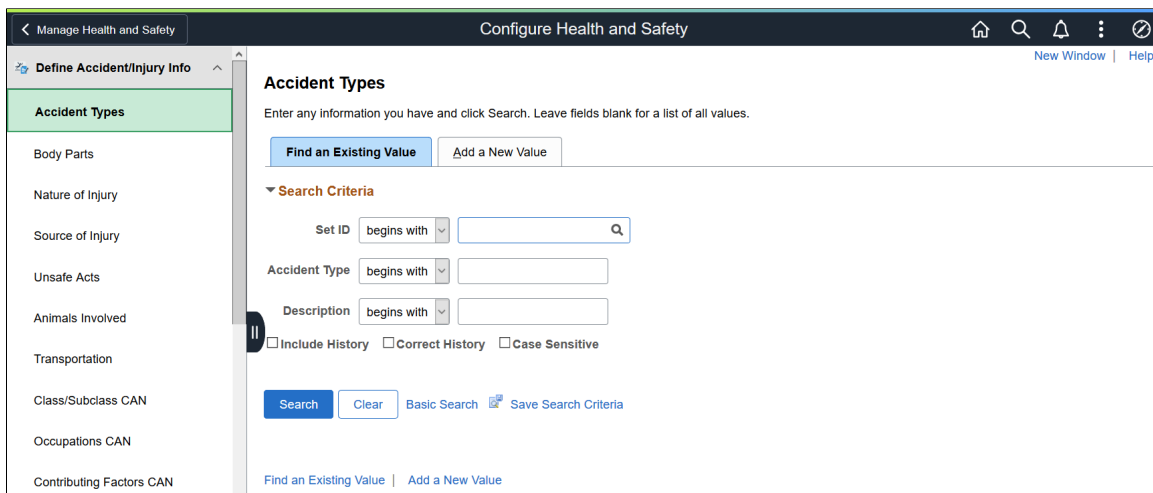 Manage Health and Safety
Configure Health and Safety
New Window | Help
Define Accident/Injury Info
Accident Types
Body Parts
Nature of Injury
Source of Injury
Unsafe Acts
Animals Involved
Transportation
Class/Subclass CAN
Occupations CAN
Contributing Factors CAN
Accident Types
Enter any information you have and click Search. Leave fields blank for a list of all values.
Find an Existing Value
Add a New Value
Search Criteria
Set ID begins with
Accident Type begins with
Description begins with
Include History Correct History Case Sensitive
Search Clear Basic Search Save Search Criteria
Find an Existing Value | Add a New Value